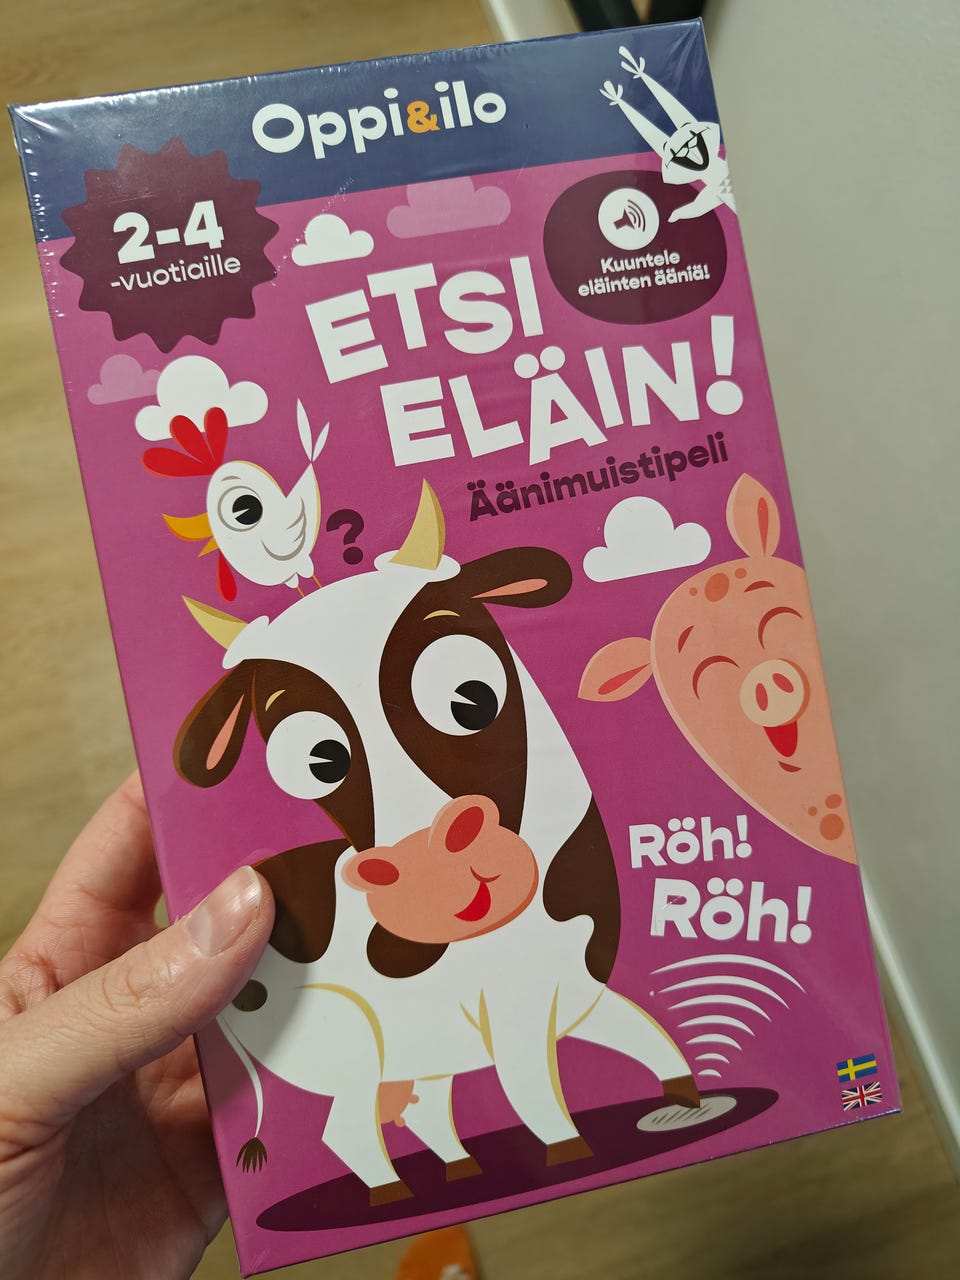 Oppi&ilo
2-4
-vuotiaille
Kuuntele
eläinten ääniä!
ETSI
ELÄIN!
Äänimuistipeli
?
Röh!
Röh!